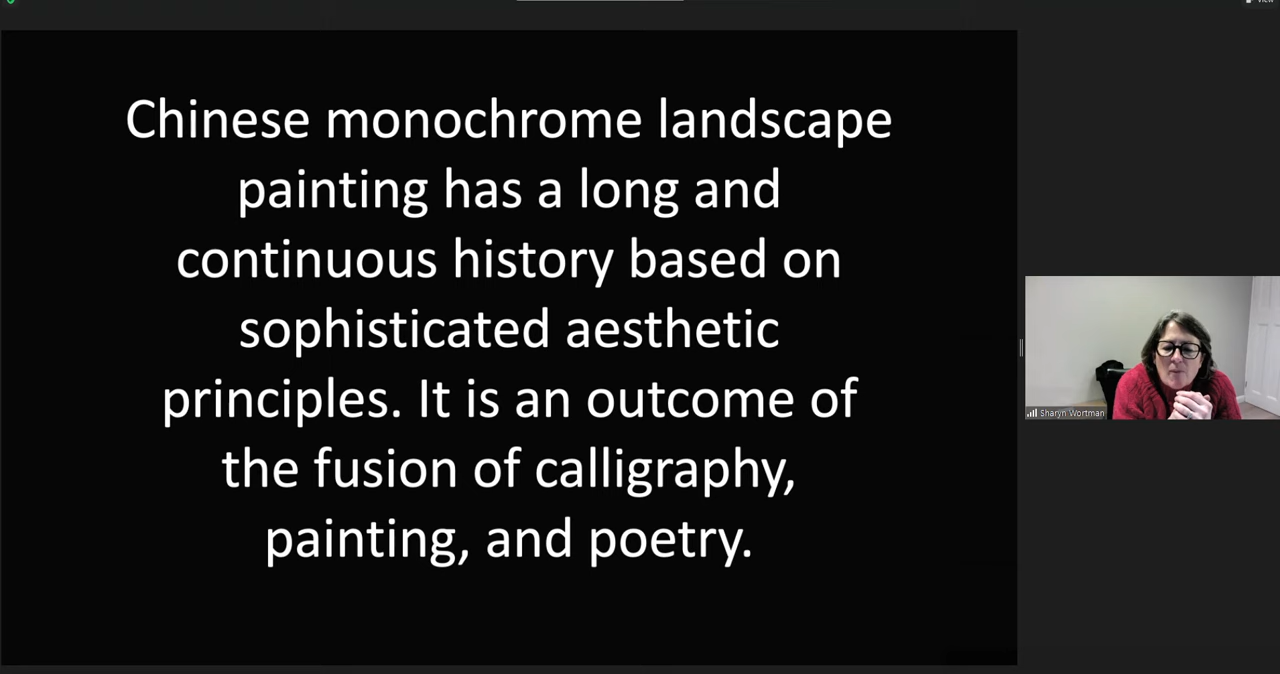 Chinese monochrome landscape
painting has a long and
continuous history based on
sophisticated aesthetic
principles. It is an outcome of
the fusion of calligraphy,
painting, and poetry.
Sharyn Wortman